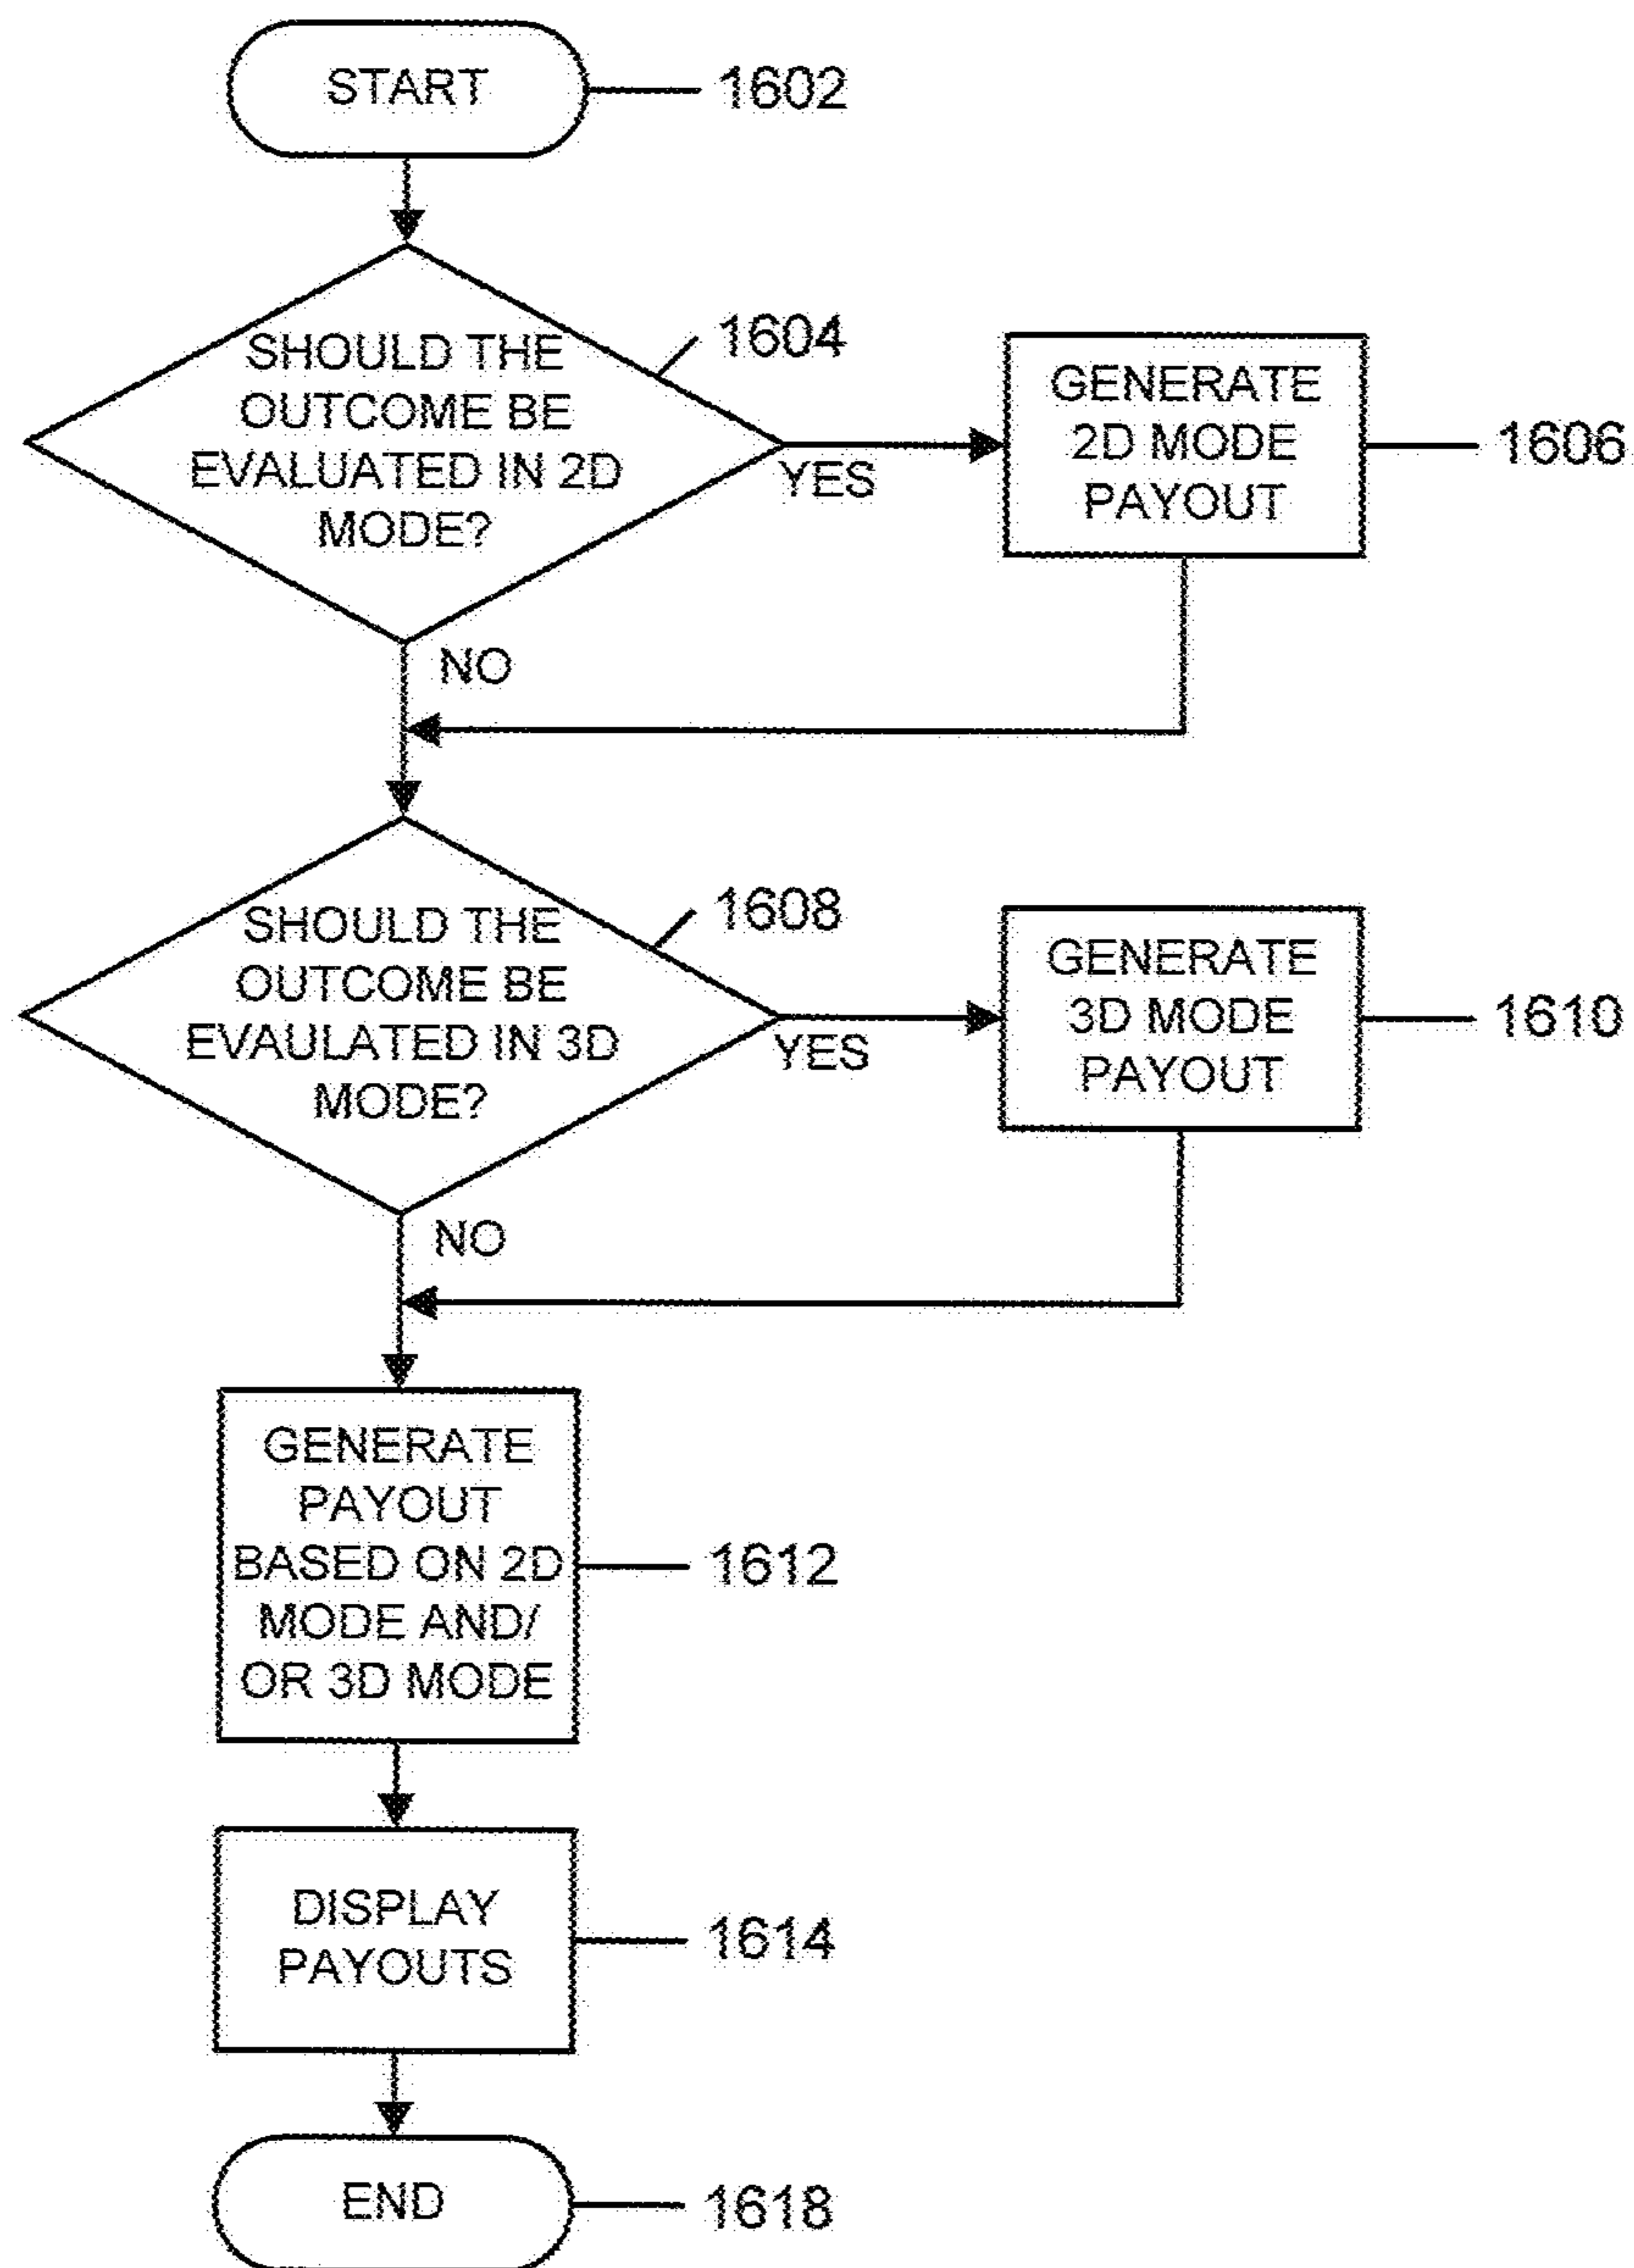 START
1602
SHOULD THE
OUTCOME BE
EVALUATED IN 2D
MODE?
1604
YES
GENERATE
2D MODE
PAYOUT
1606
NO
SHOULD THE
OUTCOME BE
EVAULATED IN 3D
MODE?
1608
YES
GENERATE
3D MODE
PAYOUT
1610
NO
GENERATE
PAYOUT
BASED ON 2D
MODE AND/
OR 3D MODE
1612
DISPLAY
PAYOUTS
1614
END
1618